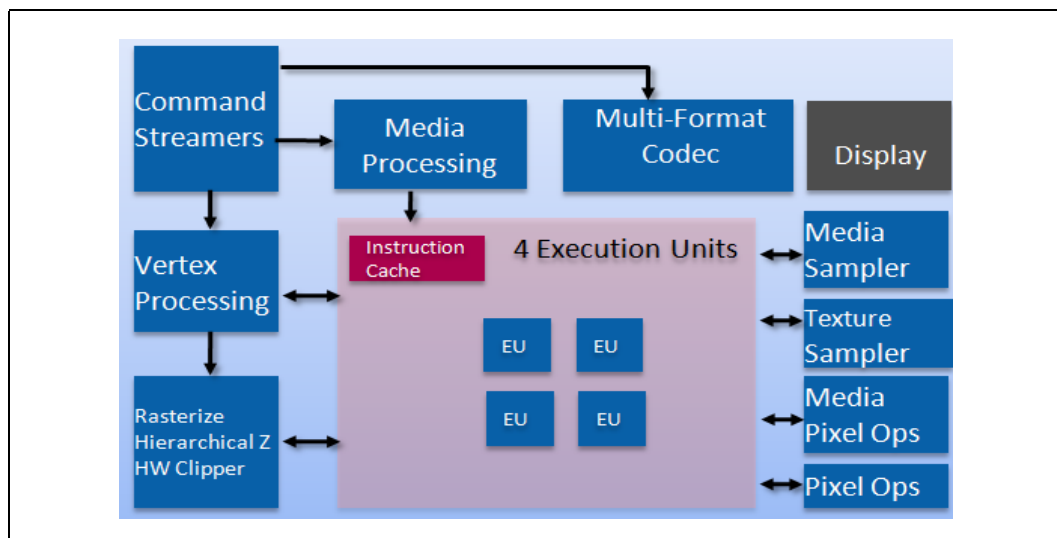 Command
Streamers
Media
Processing
Multi-Format
Codec
Display
Vertex
Processing
Instruction
Cache
4 Execution Units
Media
Sampler
EU
EU
Texture
Sampler
EU
EU
Rasterize
Hierarchical Z
HW Clipper
Media
Pixel Ops
Pixel Ops